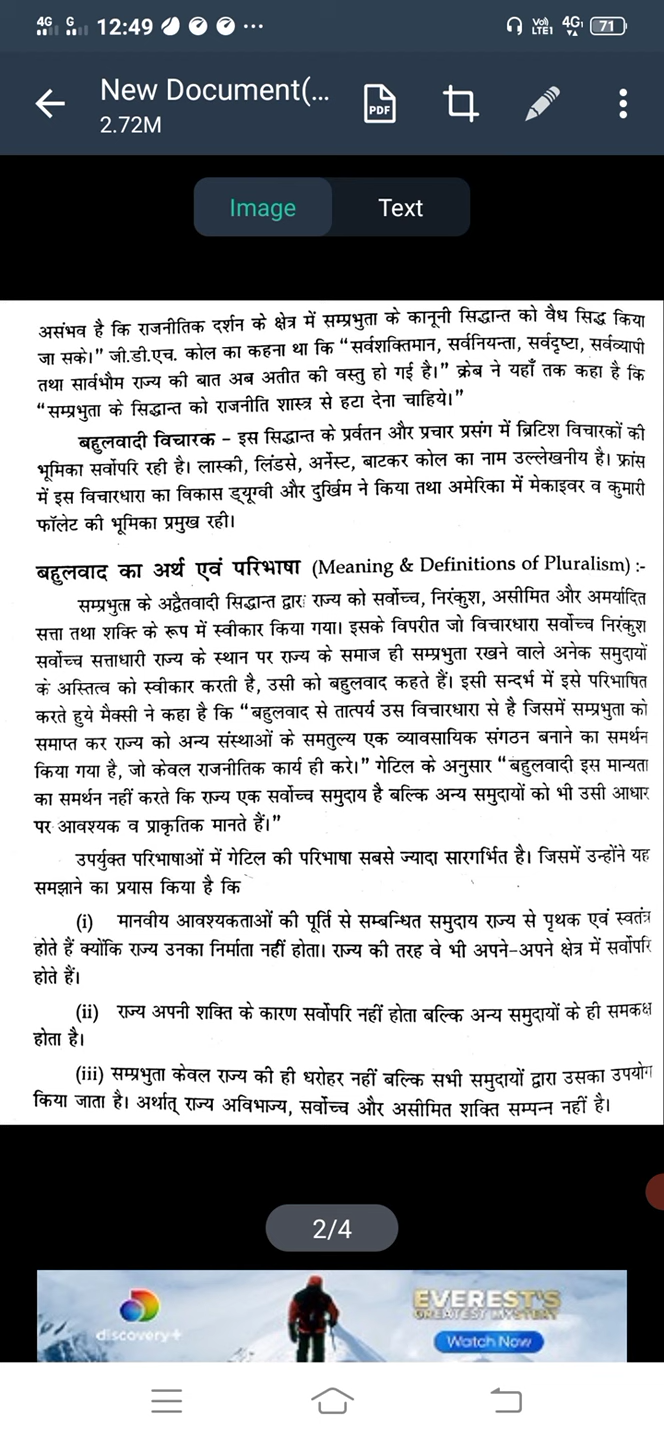 4G G 12:49 ... Vo) LTE1 4G 71
New Document(...
2.72M
PDF
Image Text
असंभव है कि राजनीतिक दर्शन के क्षेत्र में सम्प्रभुता के कानूनी सिद्धान्त को वैध सिद्ध किया
जा सके।” जी.डी.एच. कोल का कहना था कि “सर्वशक्तिमान, सर्वनियन्ता, सर्वदृष्टा, सर्वव्यापी
तथा सार्वभौम राज्य की बात अब अतीत की वस्तु हो गई है।” क्रेब ने यहाँ तक कहा है कि
“सम्प्रभुता के सिद्धान्त को राजनीति शास्त्र से हटा देना चाहिये।”
बहुलवादी विचारक – इस सिद्धान्त के प्रर्वतन और प्रचार प्रसंग में ब्रिटिश विचारकों की
भूमिका सर्वोपरि रही है। लास्की, लिंडसे, अर्नेस्ट, बाटकर कोल का नाम उल्लेखनीय है। फ्रांस
में इस विचारधारा का विकास ड्यूग्वी और दुर्खिम ने किया तथा अमेरिका में मेकाइवर व कुमारी
फॉलेट की भूमिका प्रमुख रही।
बहुलवाद का अर्थ एवं परिभाषा (Meaning & Definitions of Pluralism) :-
सम्प्रभुता के अद्वैतवादी सिद्धान्त द्वारा राज्य को सर्वोच्च, निरंकुश, असीमित और अमर्यादित
सत्ता तथा शक्ति के रूप में स्वीकार किया गया। इसके विपरीत जो विचारधारा सर्वोच्च निरंकुश
सर्वोच्च सत्ताधारी राज्य के स्थान पर राज्य के समाज ही सम्प्रभुता रखने वाले अनेक समुदायों
के अस्तित्व को स्वीकार करती है, उसी को बहुलवाद कहते हैं। इसी सन्दर्भ में इसे परिभाषित
करते हुये मैक्सी ने कहा है कि “बहुलवाद से तात्पर्य उस विचारधारा से है जिसमें सम्प्रभुता को
समाप्त कर राज्य को अन्य संस्थाओं के समतुल्य एक व्यावसायिक संगठन बनाने का समर्थन
किया गया है, जो केवल राजनीतिक कार्य ही करे।” गेटिल के अनुसार “बहुलवादी इस मान्यता
का समर्थन नहीं करते कि राज्य एक सर्वोच्च समुदाय है बल्कि अन्य समुदायों को भी उसी आधार
पर आवश्यक व प्राकृतिक मानते हैं।”
उपर्युक्त परिभाषाओं में गेटिल की परिभाषा सबसे ज्यादा सारगर्भित है। जिसमें उन्होंने यह
समझाने का प्रयास किया है कि
(i) मानवीय आवश्यकताओं की पूर्ति से सम्बन्धित समुदाय राज्य से पृथक एवं स्वतंत्र
होते हैं क्योंकि राज्य उनका निर्माता नहीं होता। राज्य की तरह वे भी अपने-अपने क्षेत्र में सर्वोपरि
होते हैं।
(ii) राज्य अपनी शक्ति के कारण सर्वोपरि नहीं होता बल्कि अन्य समुदायों के ही समकक्ष
होता है।
(iii) सम्प्रभुता केवल राज्य की ही धरोहर नहीं बल्कि सभी समुदायों द्वारा उसका उपयोग
किया जाता है। अर्थात् राज्य अविभाज्य, सर्वोच्च और असीमित शक्ति सम्पन्न नहीं है।
2/4
discovery+
EVEREST'S
GREATEST MYSTERY
Watch Now